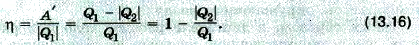 η = A′/|Q₁| = (Q₁ − |Q₂|)/Q₁ = 1 − |Q₂|/Q₁. (13.16)